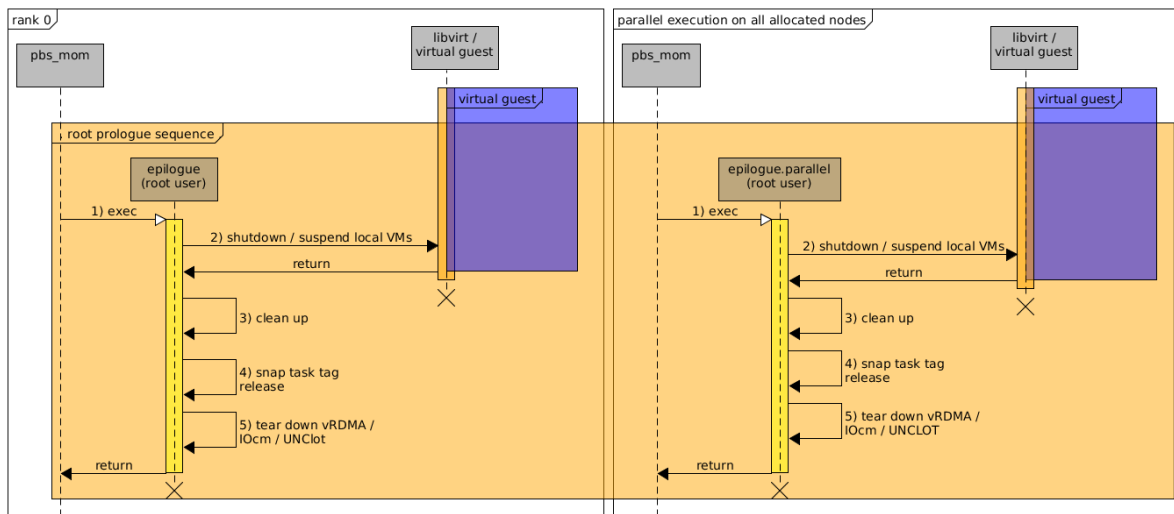 rank 0
parallel execution on all allocated nodes
pbs_mom
libvirt /
virtual guest
pbs_mom
libvirt /
virtual guest
virtual guest
virtual guest
root prologue sequence
epilogue
(root user)
epilogue.parallel
(root user)
1) exec
1) exec
2) shutdown / suspend local VMs
2) shutdown / suspend local VMs
return
return
3) clean up
3) clean up
4) snap task tag
release
4) snap task tag
release
5) tear down vRDMA /
IOcm / UNClot
5) tear down vRDMA /
IOcm / UNCLOT
return
return